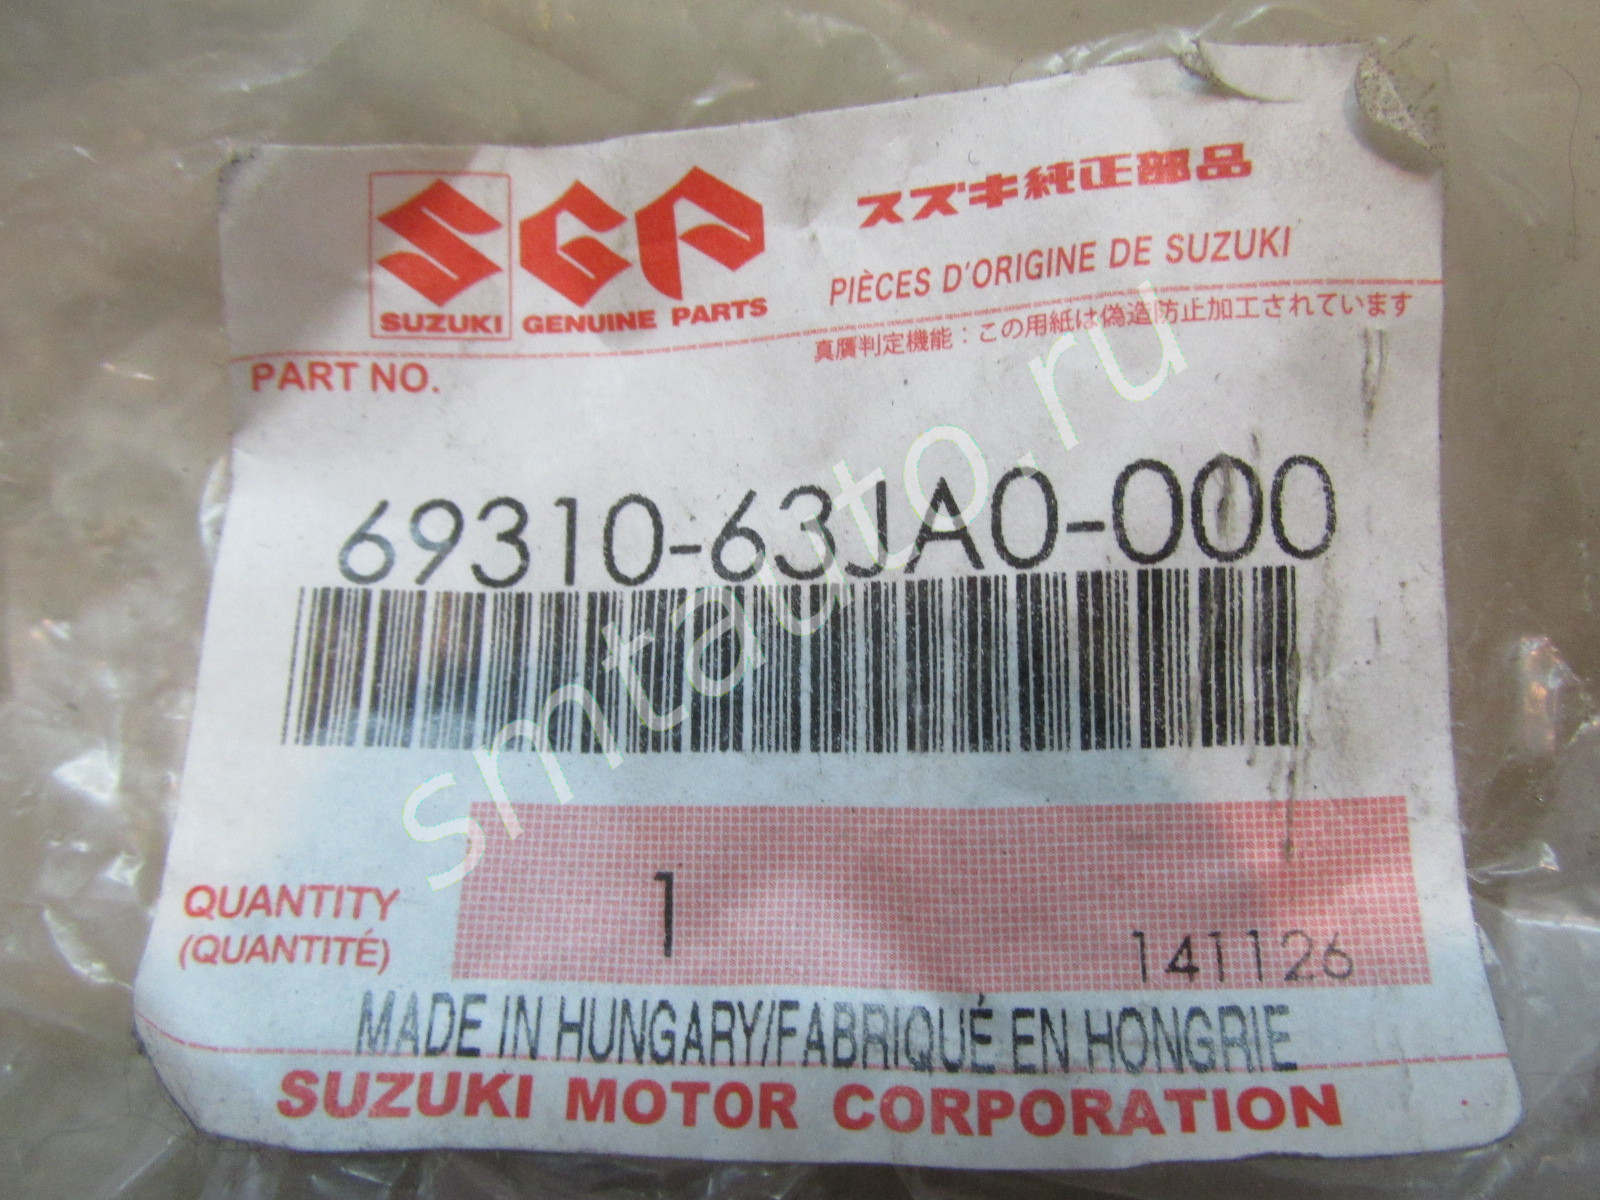 SGP
SUZUKI GENUINE PARTS
スズキ純正部品
PIÈCES D'ORIGINE DE SUZUKI
真贋判定機能：この用紙は偽造防止加工されています
PART NO.
69310-63JA0-000
smtauto.ru
QUANTITY
(QUANTITÉ)
1
141126
MADE IN HUNGARY/FABRIQUÉ EN HONGRIE
SUZUKI MOTOR CORPORATION